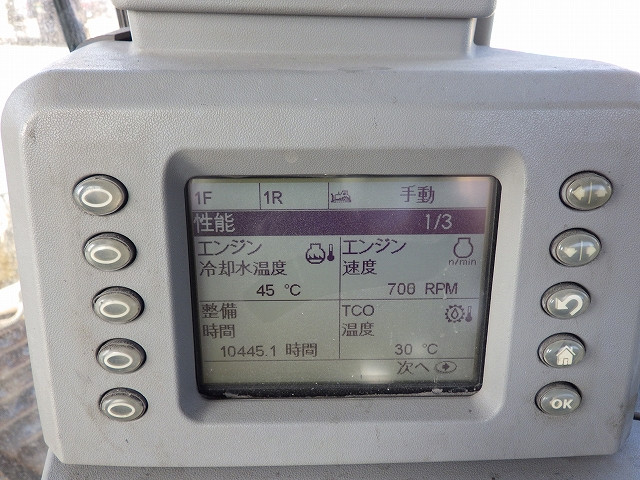 1F 1R 手動
性能 1/3
エンジン
冷却水温度
45 °C
エンジン
速度
n/min
700 RPM
整備
時間
10445.1 時間
TCO
温度
30 °C
次へ
OK